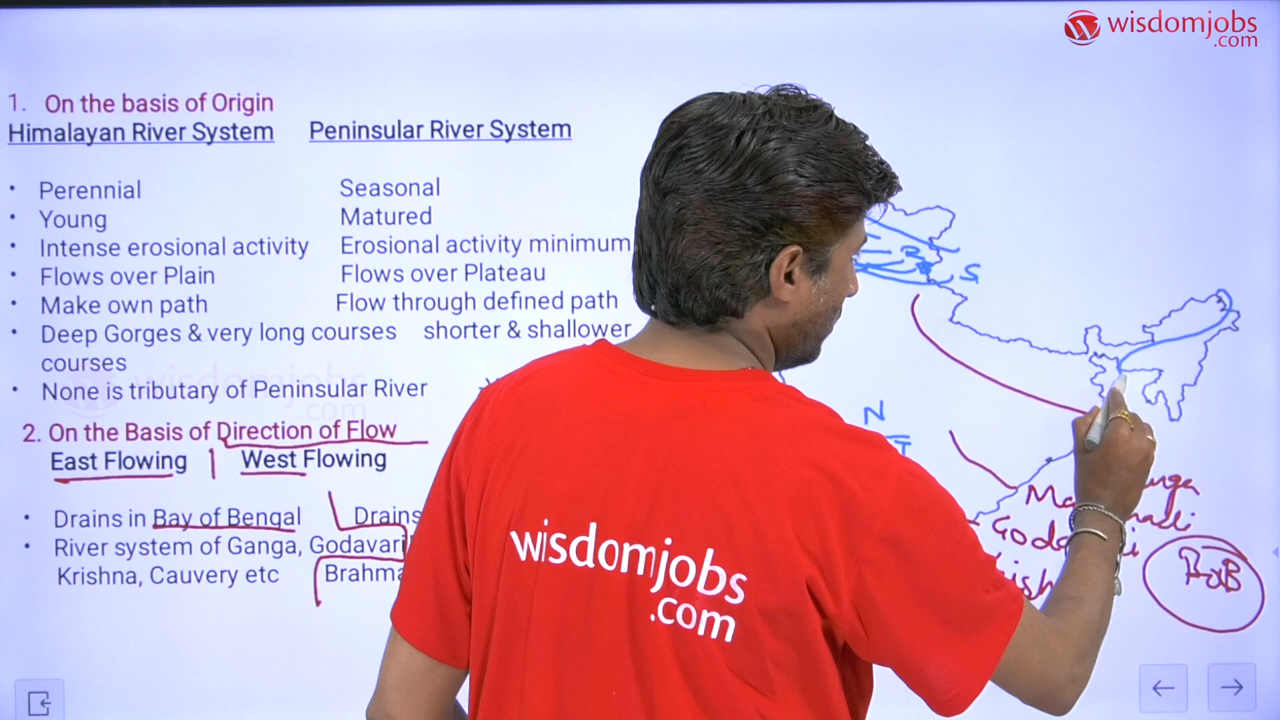 wisdomjobs
.com
1. On the basis of Origin
Himalayan River System Peninsular River System
• Perennial Seasonal
• Young Matured
• Intense erosional activity Erosional activity minimum
• Flows over Plain Flows over Plateau
• Make own path Flow through defined path
• Deep Gorges & very long courses shorter & shallower
courses
• None is tributary of Peninsular River
2. On the Basis of Direction of Flow
East Flowing West Flowing
• Drains in Bay of Bengal Drains
• River system of Ganga, Godavari
Krishna, Cauvery etc
S
N
T
BoB
wisdomjobs
.com